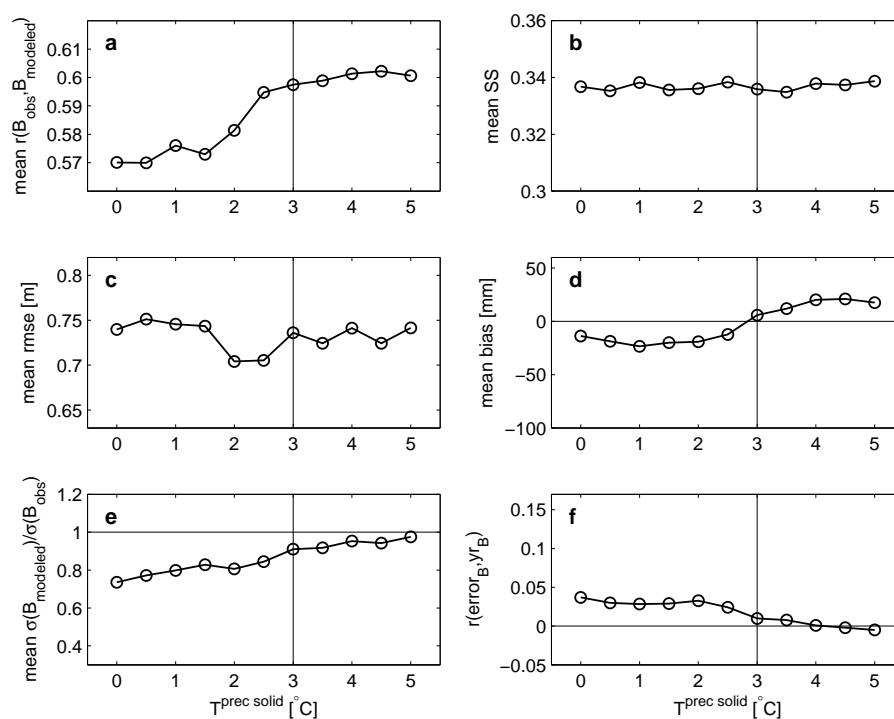 a
mean r(B_obs,B_modeled)
0.61
0.6
0.59
0.58
0.57
0 1 2 3 4 5
b
mean SS
0.36
0.34
0.32
0.3
0 1 2 3 4 5
c
mean rmse [m]
0.8
0.75
0.7
0.65
0 1 2 3 4 5
d
mean bias [mm]
50
0
−50
−100
0 1 2 3 4 5
e
mean σ(B_modeled)/σ(B_obs)
1.2
1
0.8
0.6
0.4
0 1 2 3 4 5
T^prec solid [°C]
f
r(error_B,yr_B)
0.15
0.1
0.05
0
−0.05
0 1 2 3 4 5
T^prec solid [°C]